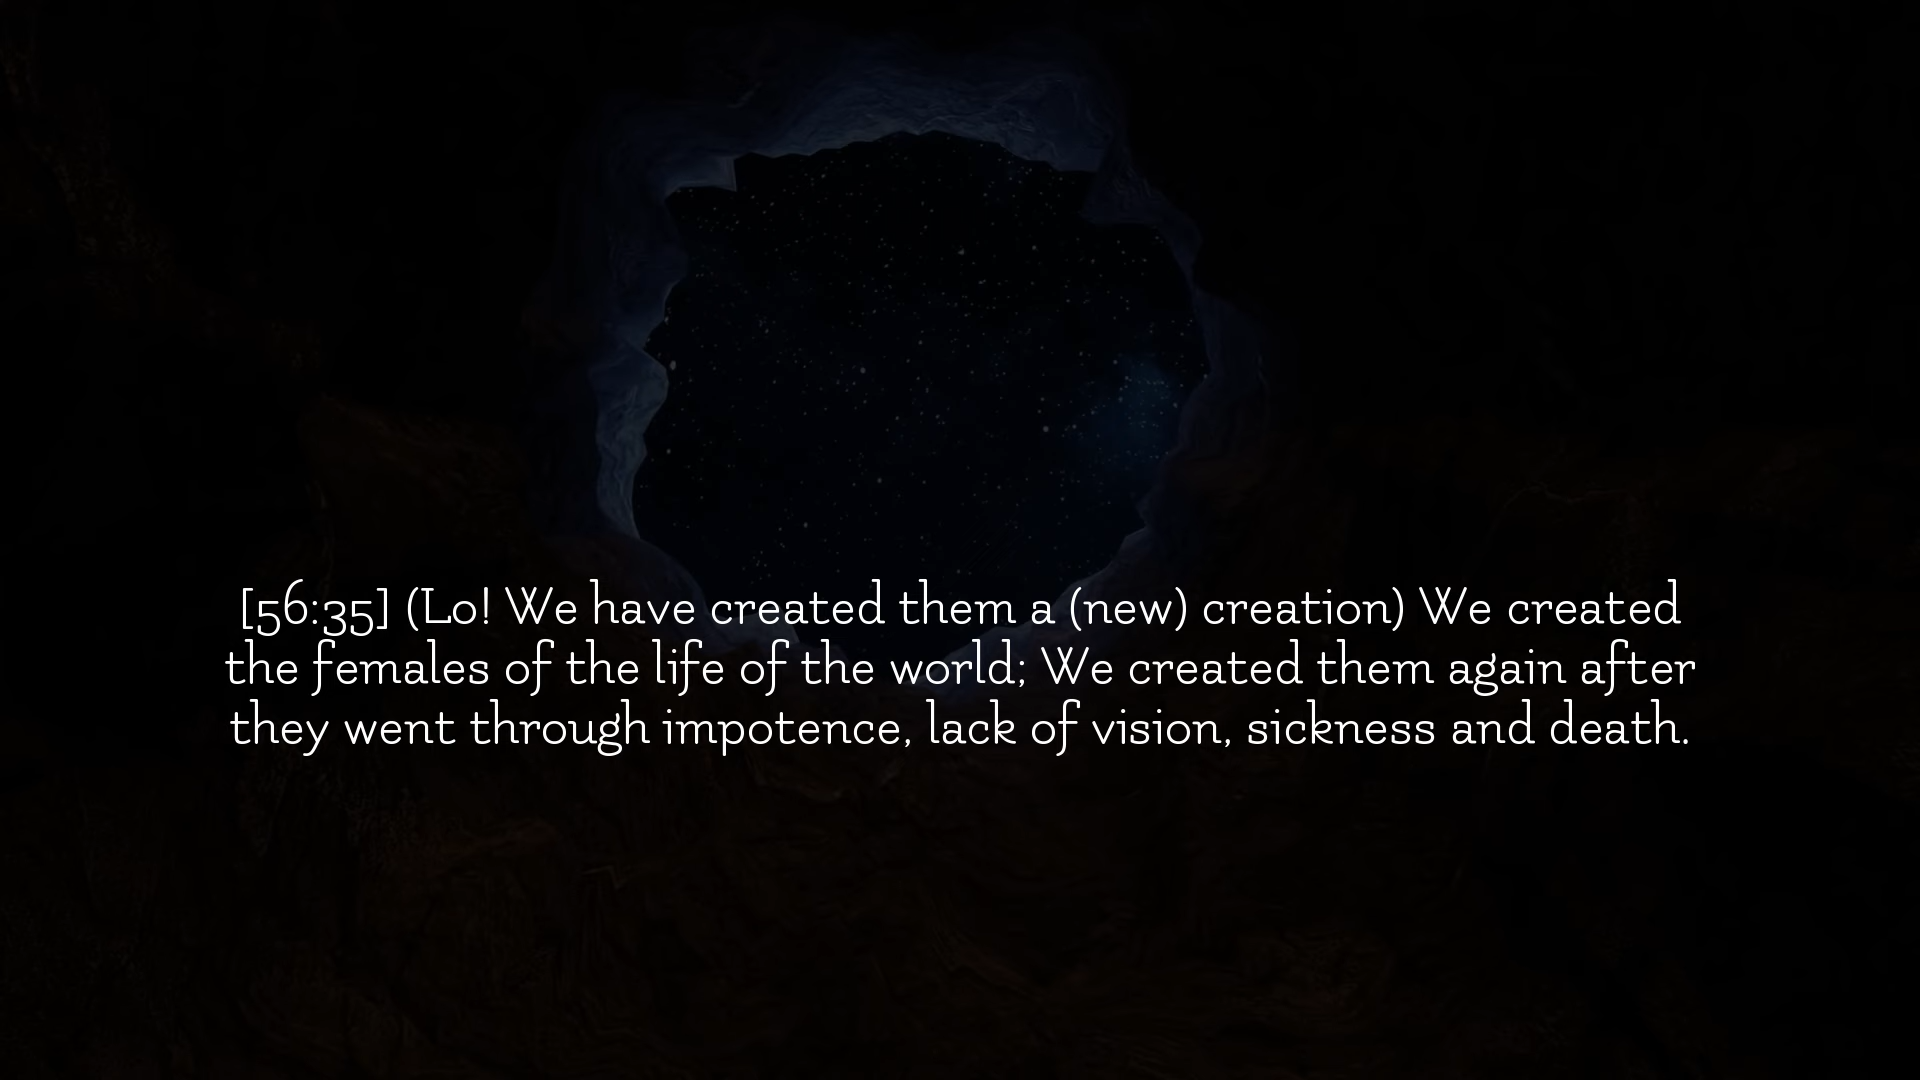 [56:35] (Lo! We have created them a (new) creation) We created
the females of the life of the world; We created them again after
they went through impotence, lack of vision, sickness and death.